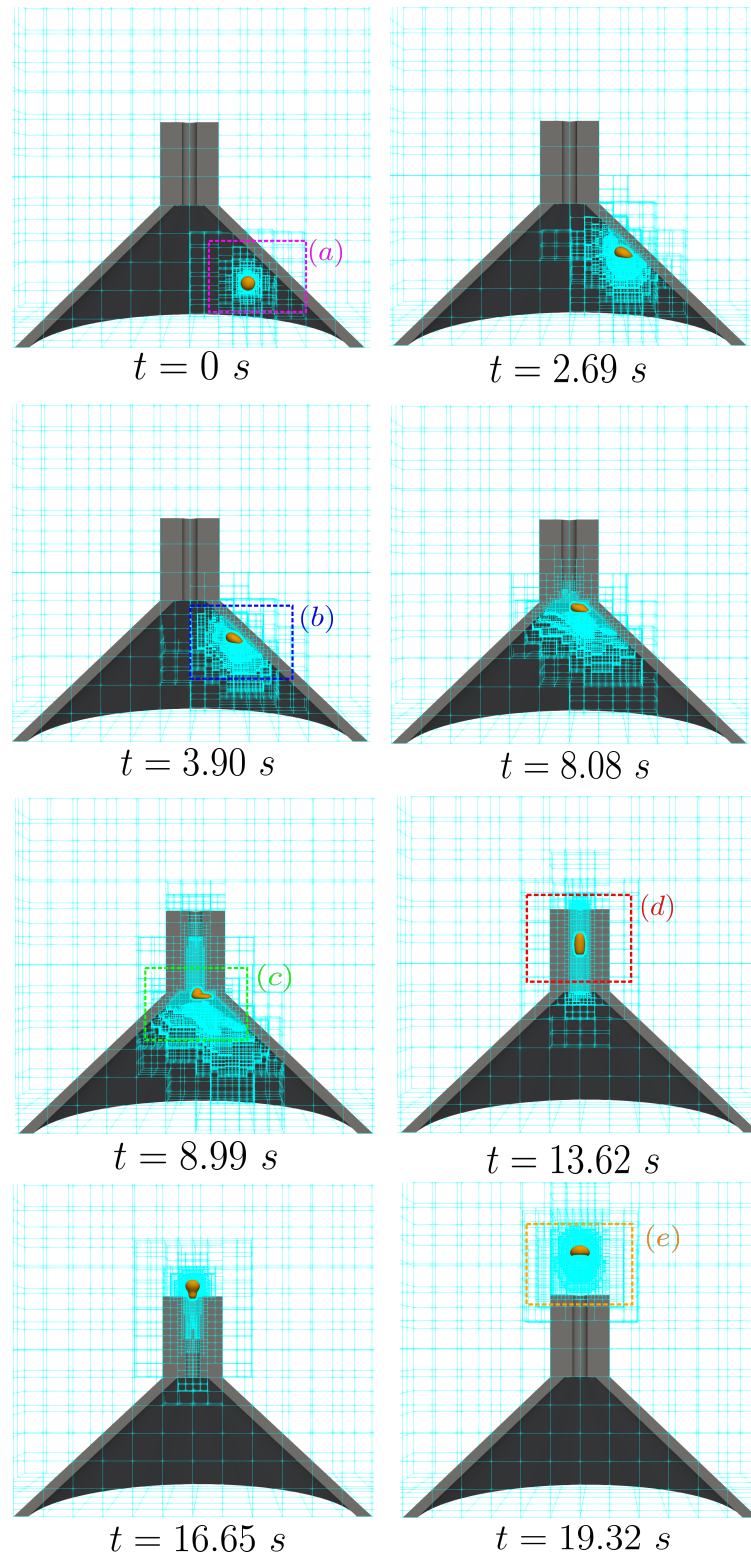 (a)
t = 0 s
t = 2.69 s
(b)
t = 3.90 s
t = 8.08 s
(c)
t = 8.99 s
(d)
t = 13.62 s
t = 16.65 s
(e)
t = 19.32 s